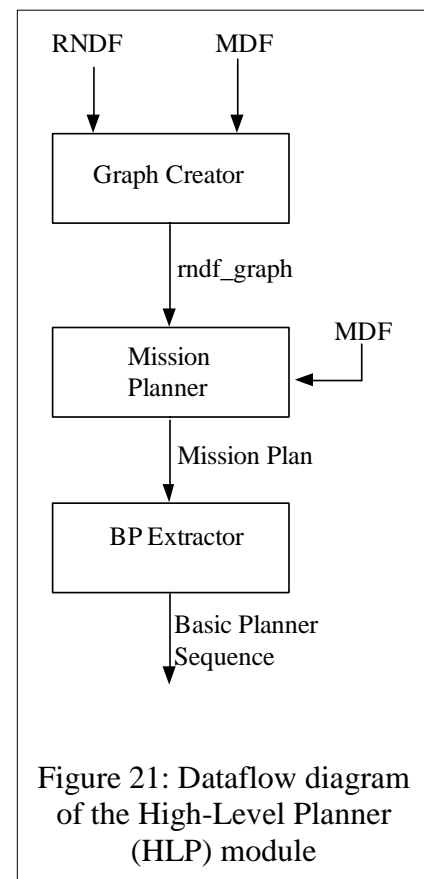 RNDF MDF
Graph Creator
rndf_graph
MDF
Mission
Planner
Mission Plan
BP Extractor
Basic Planner
Sequence
Figure 21: Dataflow diagram
of the High-Level Planner
(HLP) module